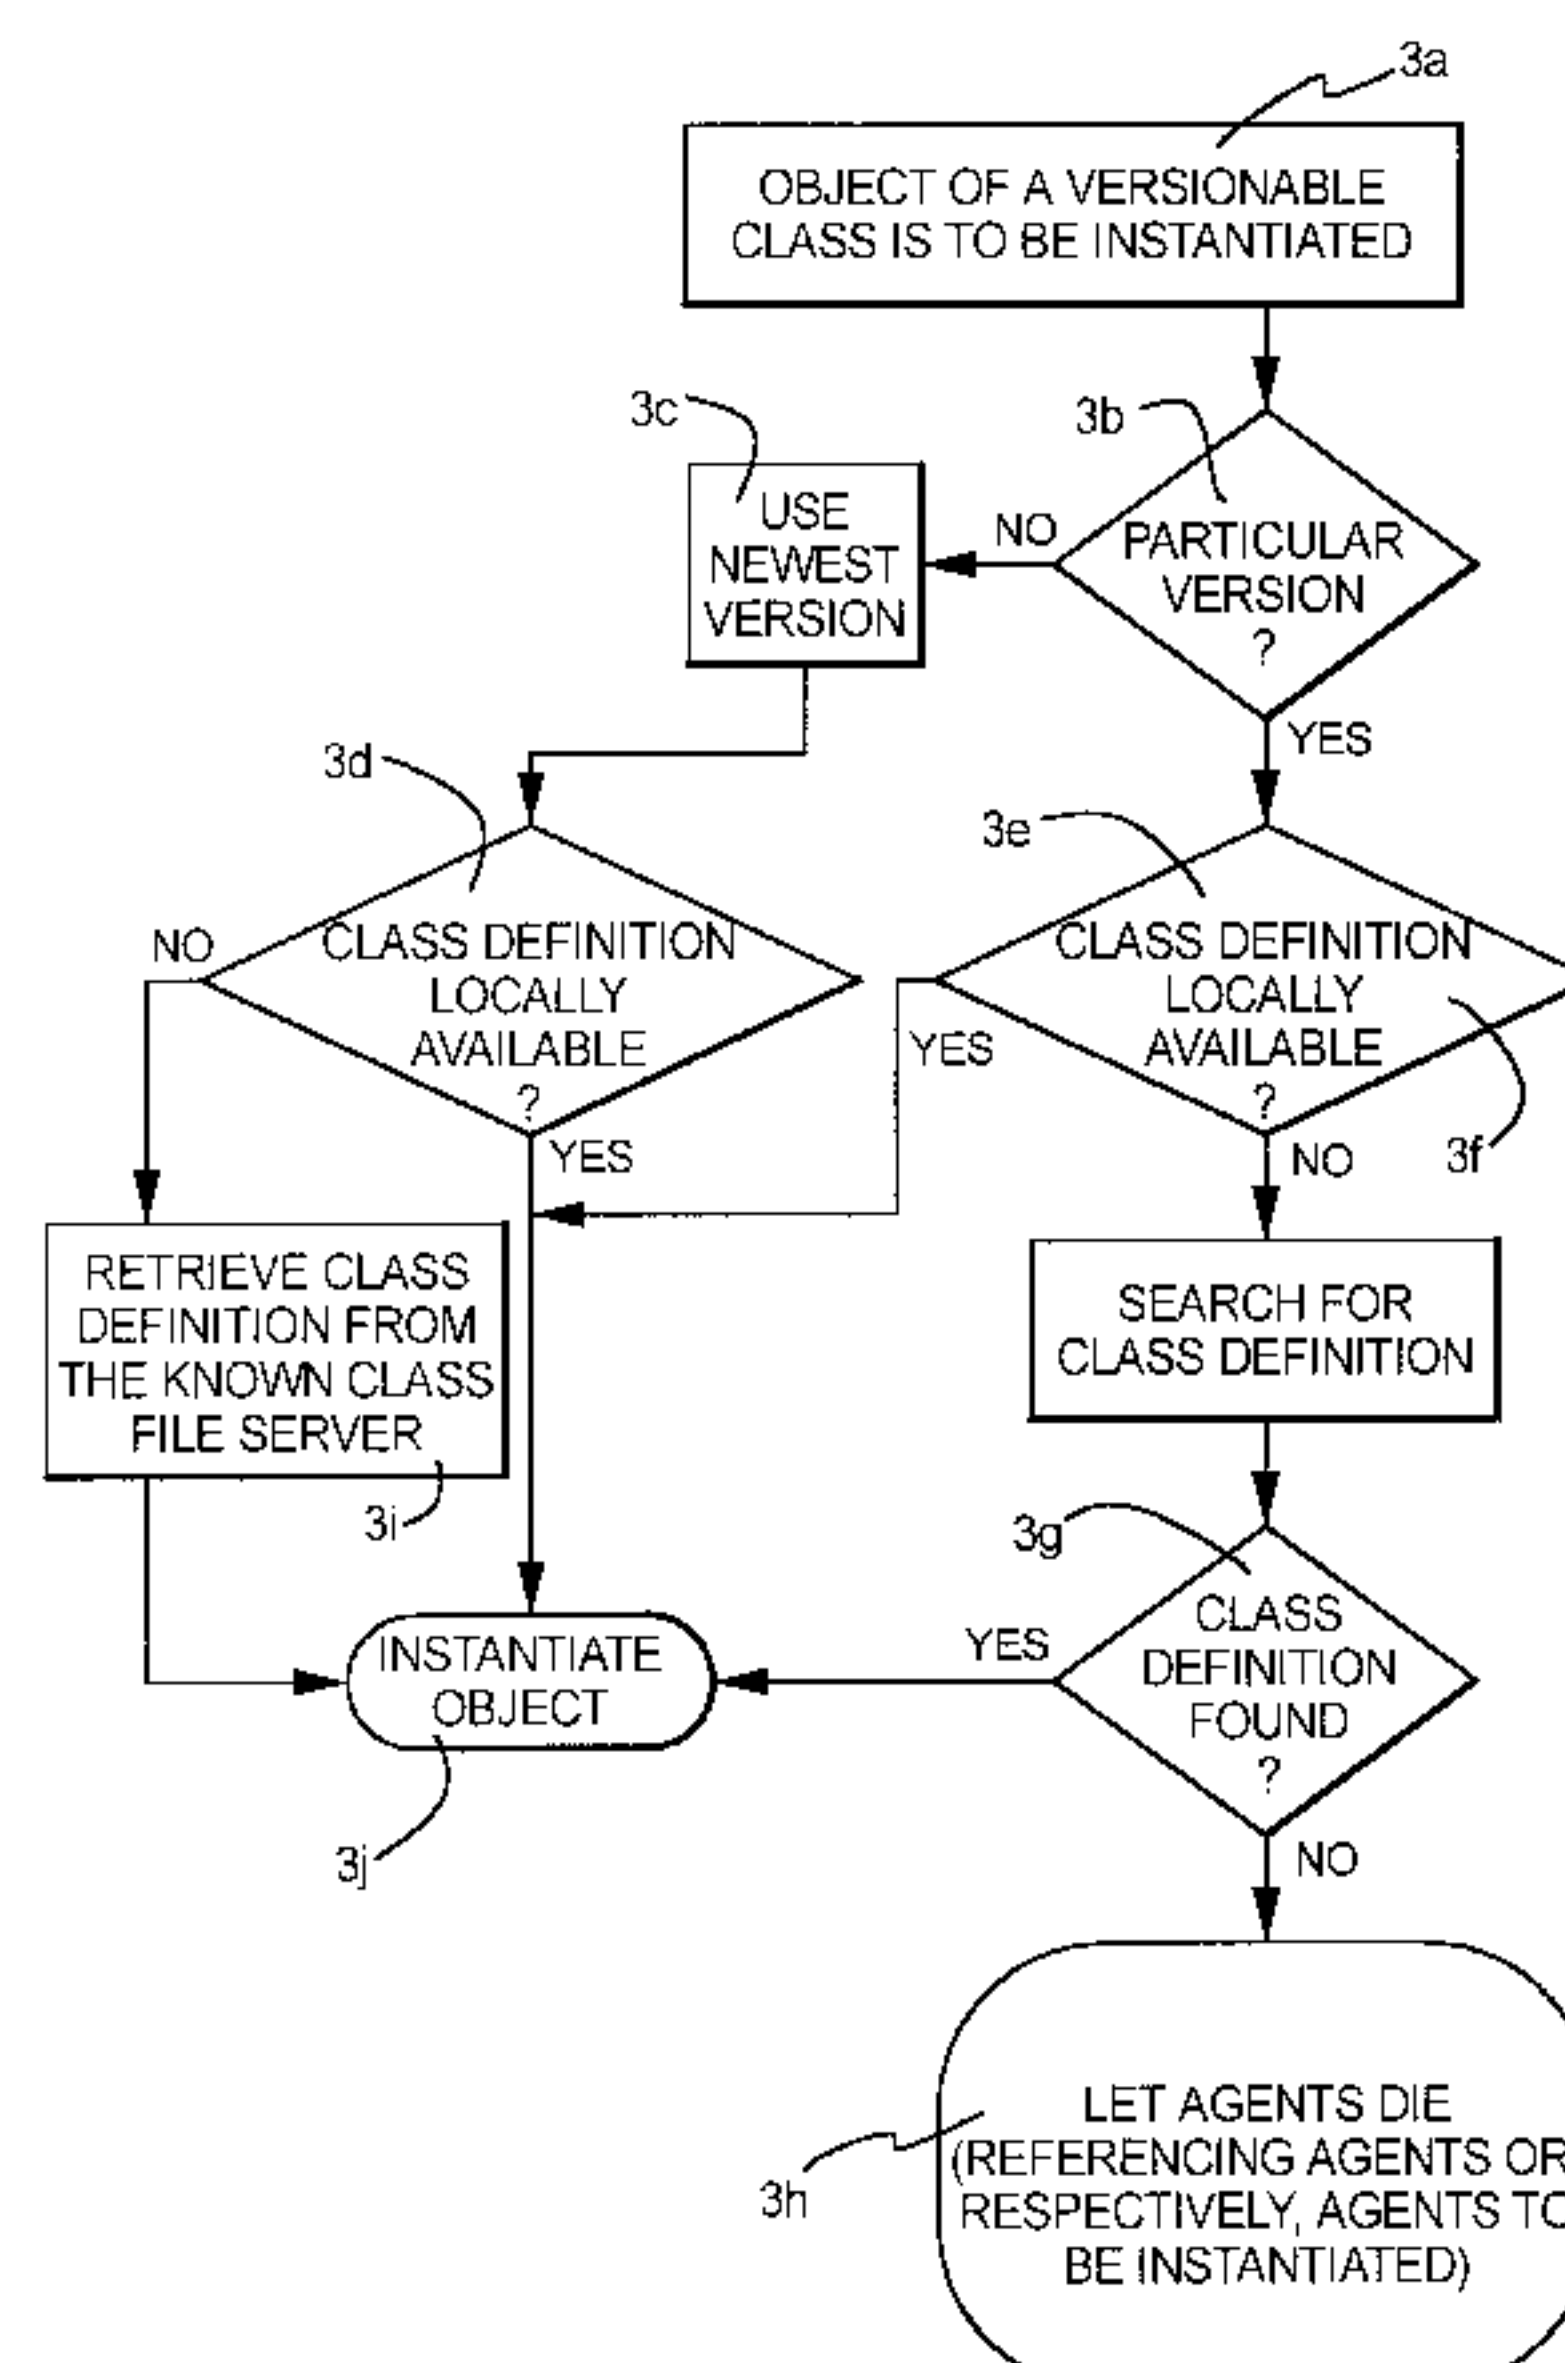 3a
OBJECT OF A VERSIONABLE
CLASS IS TO BE INSTANTIATED
3b
3c
USE
NEWEST
VERSION
NO
PARTICULAR
VERSION
?
YES
3d
3e
NO
CLASS DEFINITION
LOCALLY
AVAILABLE
?
YES
CLASS DEFINITION
LOCALLY
AVAILABLE
?
YES
3f
NO
RETRIEVE CLASS
DEFINITION FROM
THE KNOWN CLASS
FILE SERVER
3i
SEARCH FOR
CLASS DEFINITION
3g
CLASS
DEFINITION
FOUND
?
YES
INSTANTIATE
OBJECT
3j
NO
3h
LET AGENTS DIE
(REFERENCING AGENTS OR
RESPECTIVELY, AGENTS TO
BE INSTANTIATED)